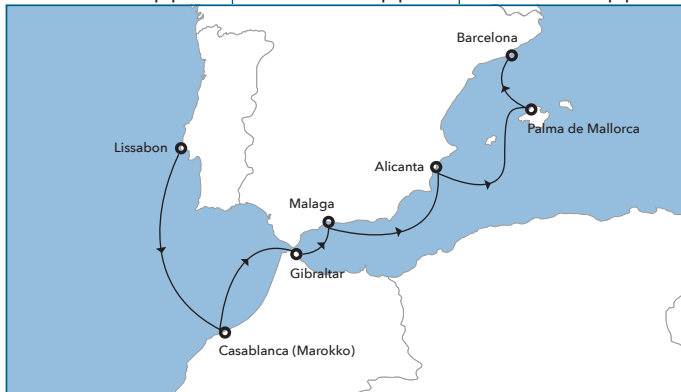 Barcelona
Palma de Mallorca
Lissabon
Alicanta
Malaga
Gibraltar
Casablanca (Marokko)